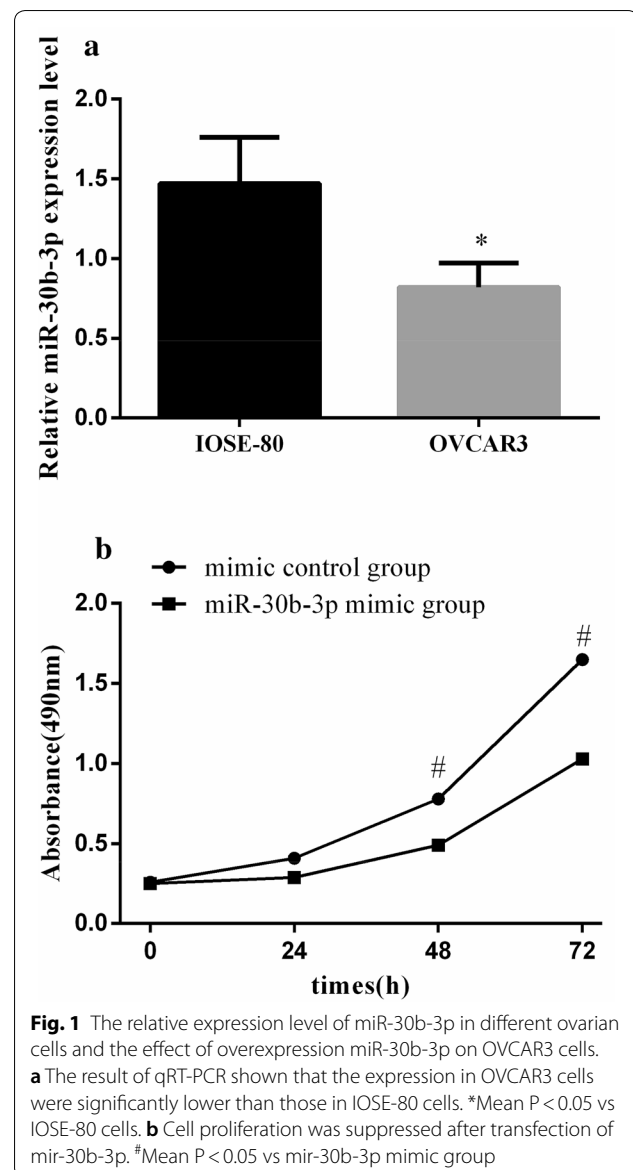 a
Relative miR-30b-3p expression level
2.0
1.5
1.0
0.5
0.0
*
IOSE-80
OVCAR3
b
mimic control group
miR-30b-3p mimic group
Absorbance(490nm)
2.0
1.5
1.0
0.5
0.0
#
#
0
24
48
72
times(h)
Fig. 1 The relative expression level of miR-30b-3p in different ovarian
cells and the effect of overexpression miR-30b-3p on OVCAR3 cells.
a The result of qRT-PCR shown that the expression in OVCAR3 cells
were significantly lower than those in IOSE-80 cells. *Mean P < 0.05 vs
IOSE-80 cells. b Cell proliferation was suppressed after transfection of
mir-30b-3p. #Mean P < 0.05 vs mir-30b-3p mimic group